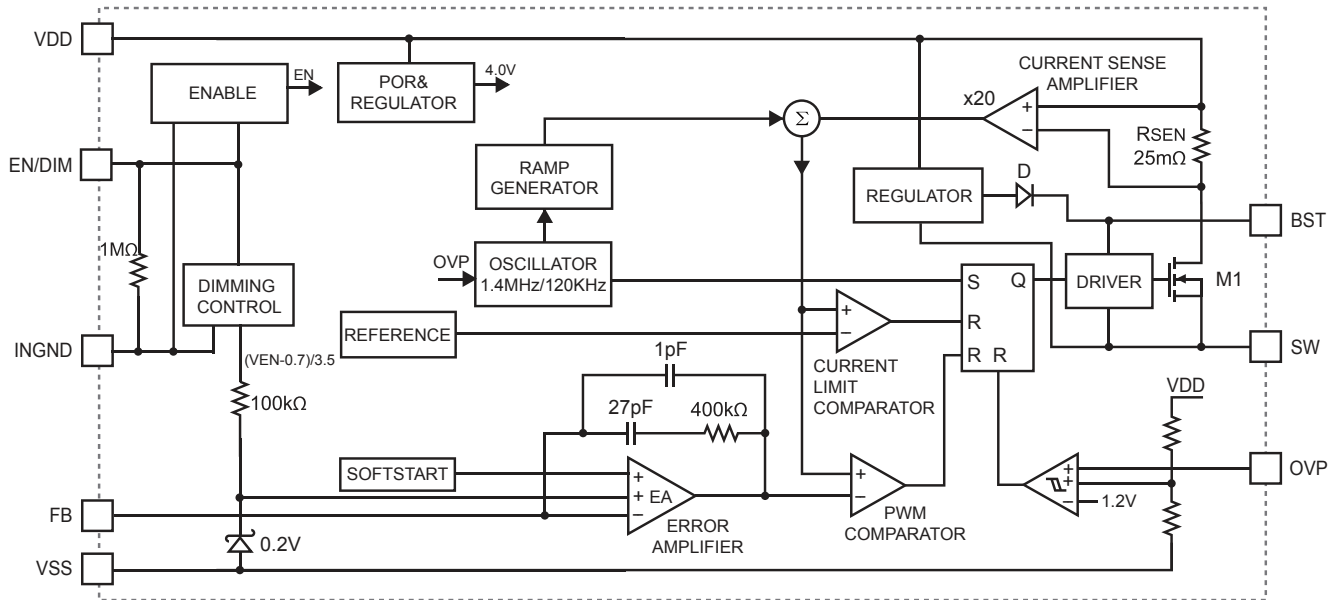 VDD
ENABLE
EN
POR&
REGULATOR
4.0V
CURRENT SENSE
AMPLIFIER
x20
+
−
Σ
RSEN
25mΩ
EN/DIM
RAMP
GENERATOR
REGULATOR
D
BST
1MΩ
DIMMING
CONTROL
OVP
OSCILLATOR
1.4MHz/120KHz
S
Q
R
R
R
DRIVER
M1
INGND
REFERENCE
+
−
CURRENT
LIMIT
COMPARATOR
SW
(VEN-0.7)/3.5
100kΩ
1pF
27pF
400kΩ
VDD
SOFTSTART
+
+
−
EA
ERROR
AMPLIFIER
+
−
PWM
COMPARATOR
+
+
−
1.2V
OVP
FB
0.2V
VSS